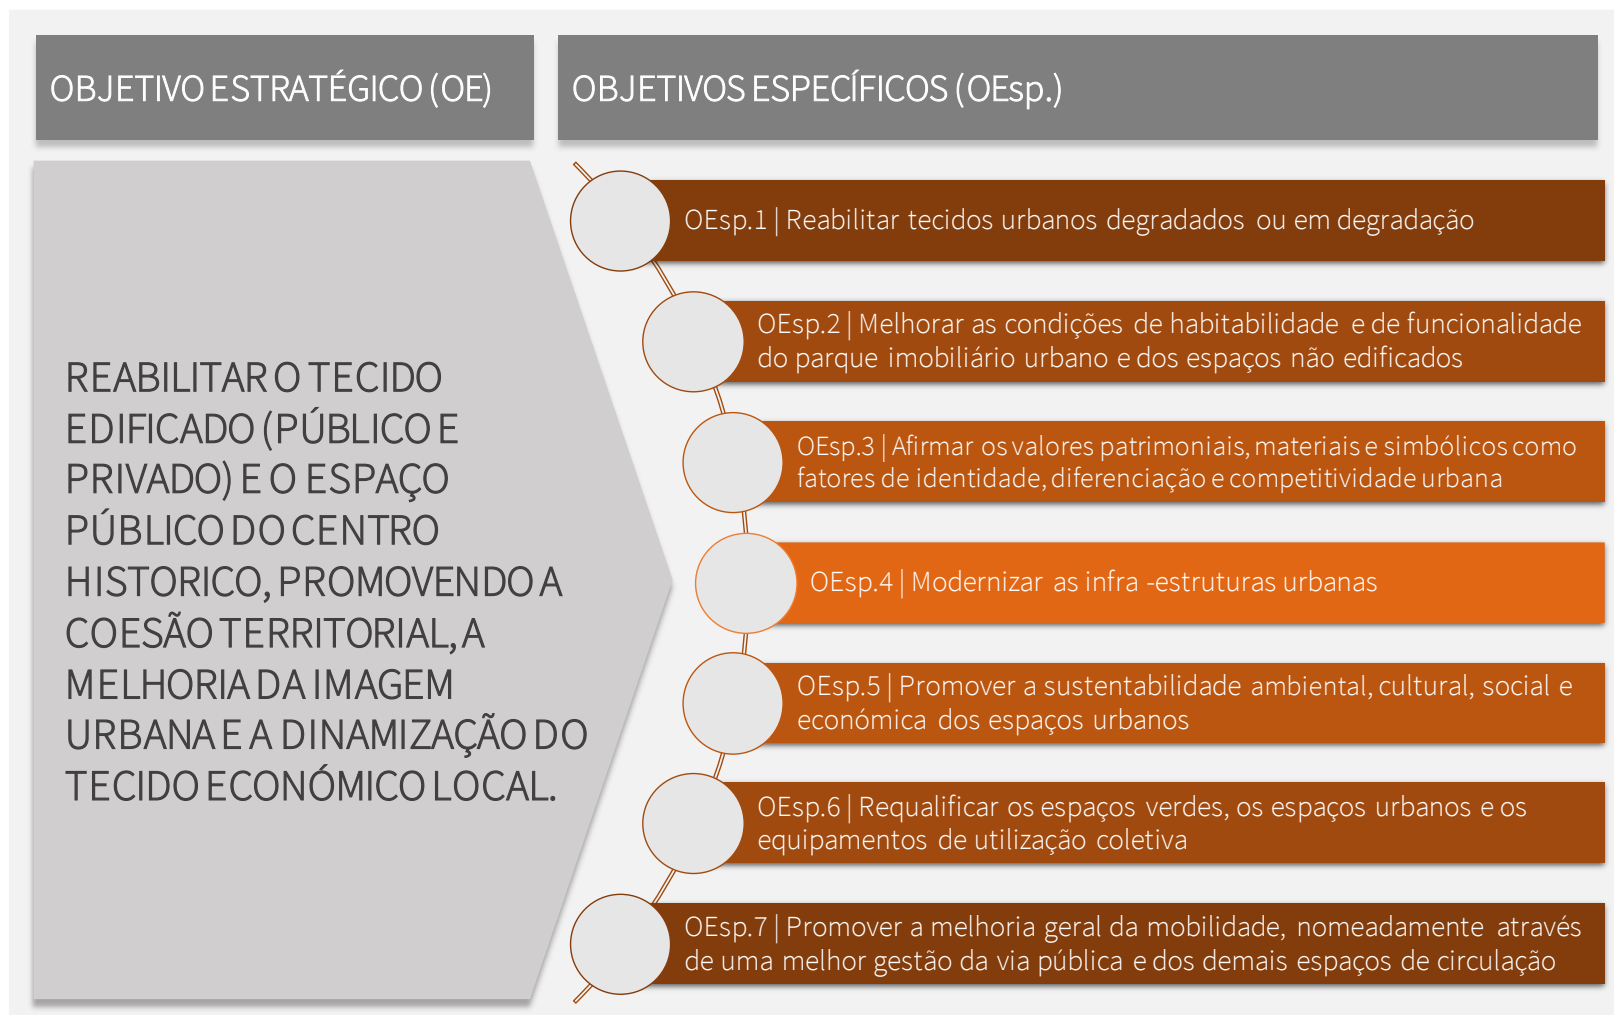 OBJETIVO ESTRATÉGICO (OE)
OBJETIVOS ESPECÍFICOS (OEsp.)
REABILITAR O TECIDO
EDIFICADO (PÚBLICO E
PRIVADO) E O ESPAÇO
PÚBLICO DO CENTRO
HISTORICO, PROMOVENDO A
COESÃO TERRITORIAL, A
MELHORIA DA IMAGEM
URBANA E A DINAMIZAÇÃO DO
TECIDO ECONÓMICO LOCAL.
OEsp.1 | Reabilitar tecidos urbanos degradados ou em degradação
OEsp.2 | Melhorar as condições de habitabilidade e de funcionalidade
do parque imobiliário urbano e dos espaços não edificados
OEsp.3 | Afirmar os valores patrimoniais, materiais e simbólicos como
fatores de identidade, diferenciação e competitividade urbana
OEsp.4 | Modernizar as infra -estruturas urbanas
OEsp.5 | Promover a sustentabilidade ambiental, cultural, social e
económica dos espaços urbanos
OEsp.6 | Requalificar os espaços verdes, os espaços urbanos e os
equipamentos de utilização coletiva
OEsp.7 | Promover a melhoria geral da mobilidade, nomeadamente através
de uma melhor gestão da via pública e dos demais espaços de circulação